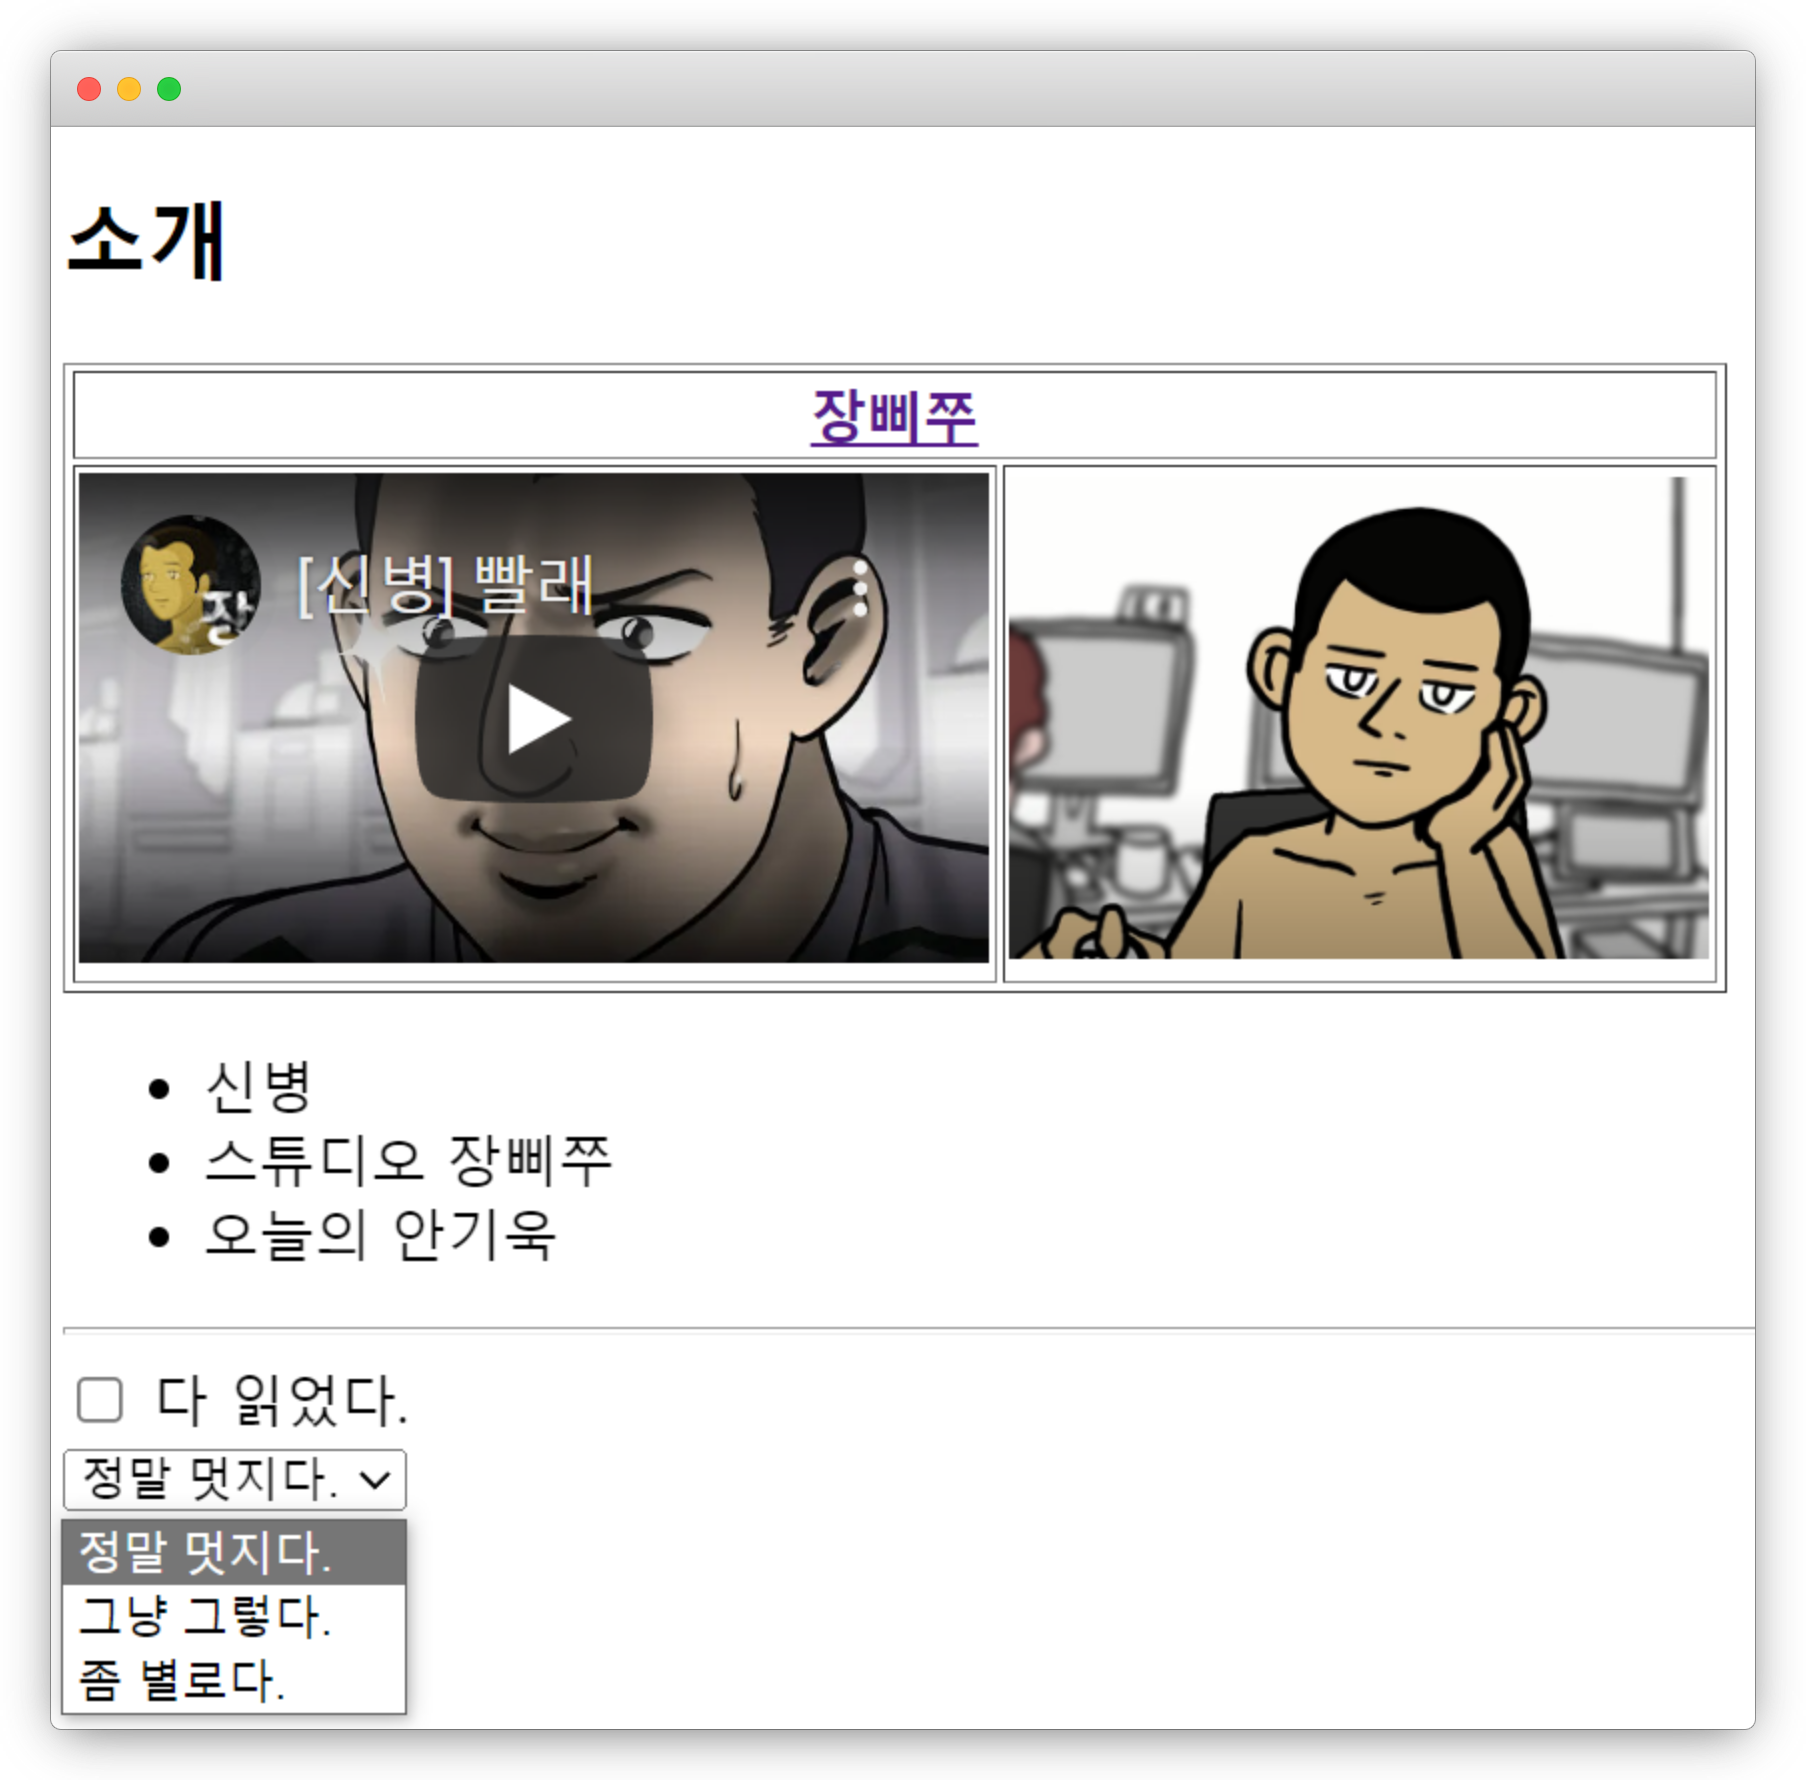 소개
장삐쭈
장
[신병] 빨래
신병
스튜디오 장삐쭈
오늘의 안기욱
다 읽었다.
정말 멋지다.
정말 멋지다.
그냥 그렇다.
좀 별로다.